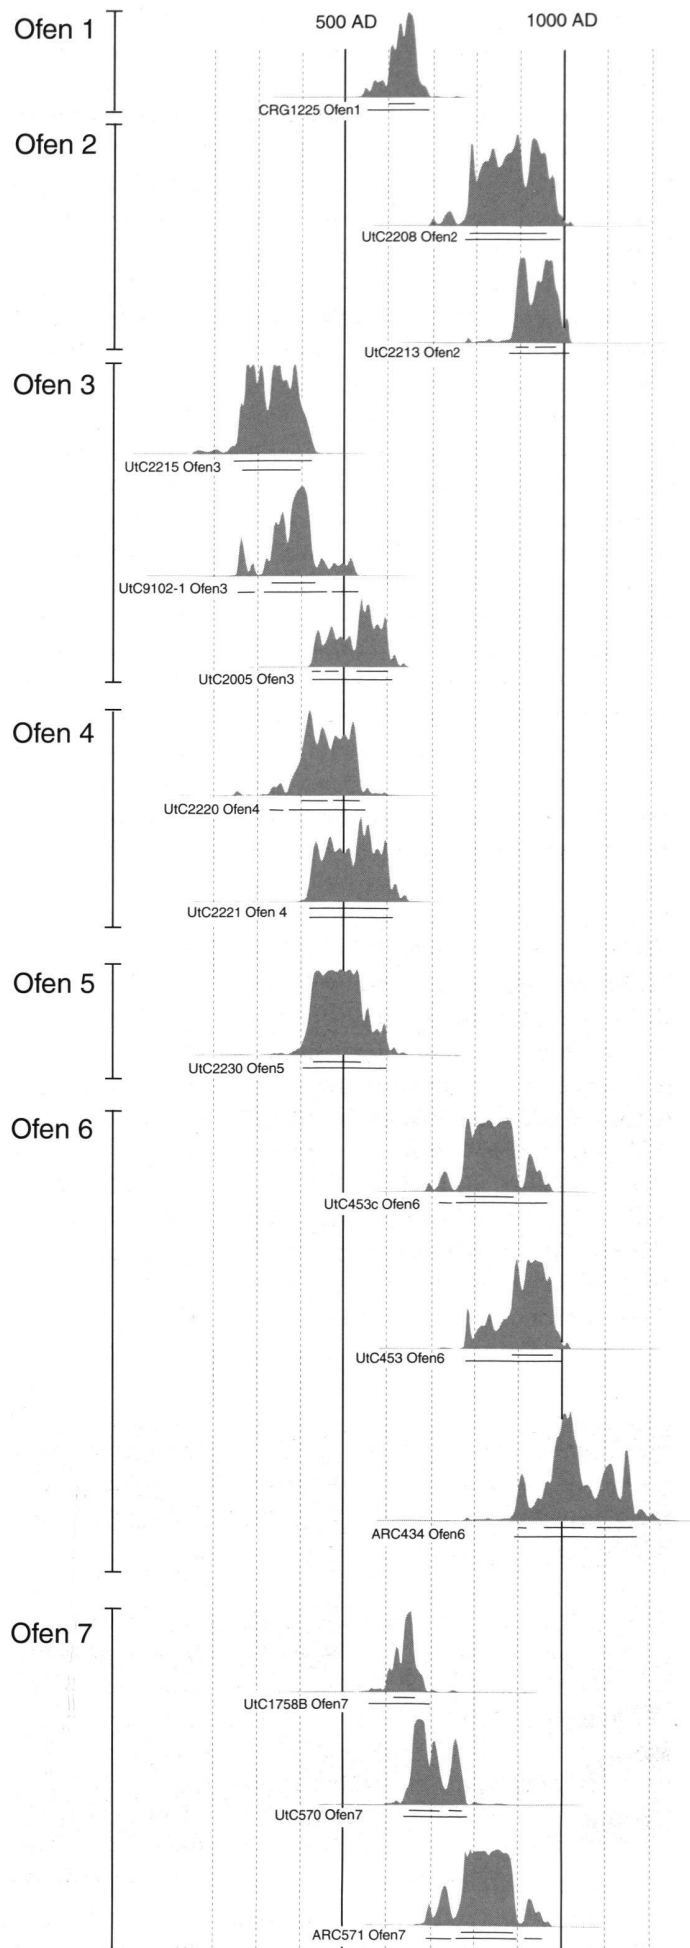 500 AD 1000 AD
Ofen 1
CRG1225 Ofen1
Ofen 2
UtC2208 Ofen2
UtC2213 Ofen2
Ofen 3
UtC2215 Ofen3
UtC9102-1 Ofen3
UtC2005 Ofen3
Ofen 4
UtC2220 Ofen4
UtC2221 Ofen 4
Ofen 5
UtC2230 Ofen5
Ofen 6
UtC453c Ofen6
UtC453 Ofen6
ARC434 Ofen6
Ofen 7
UtC1758B Ofen7
UtC570 Ofen7
ARC571 Ofen7